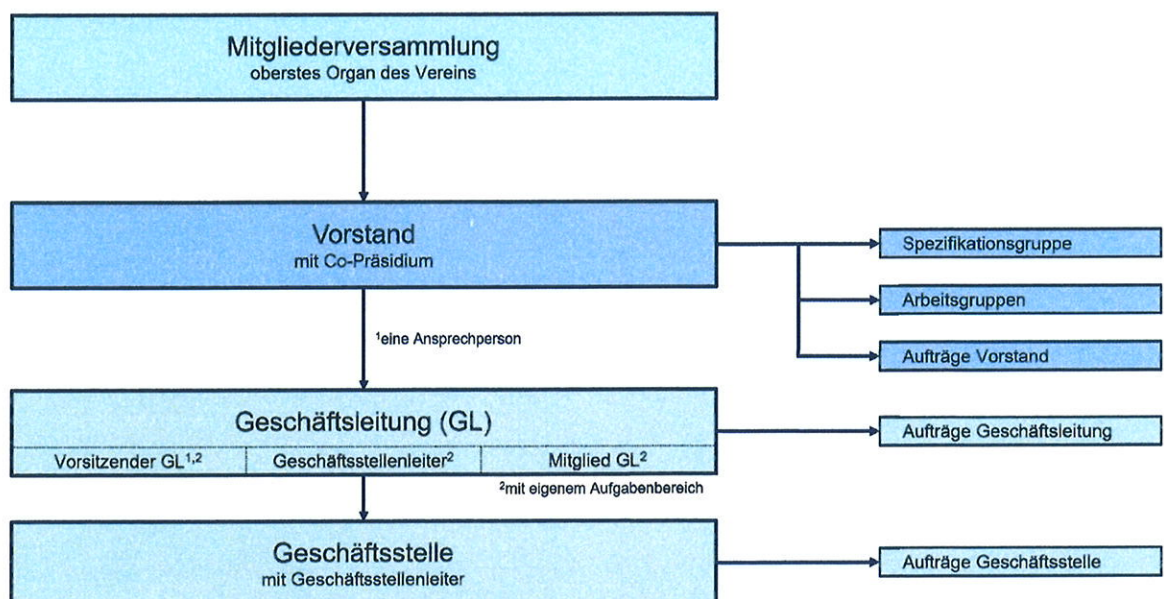 Mitgliederversammlung
oberstes Organ des Vereins
Vorstand
mit Co-Präsidium
Spezifikationsgruppe
Arbeitsgruppen
Aufträge Vorstand
¹eine Ansprechperson
Geschäftsleitung (GL)
Vorsitzender GL¹,² Geschäftsstellenleiter² Mitglied GL²
Aufträge Geschäftsleitung
²mit eigenem Aufgabenbereich
Geschäftsstelle
mit Geschäftsstellenleiter
Aufträge Geschäftsstelle